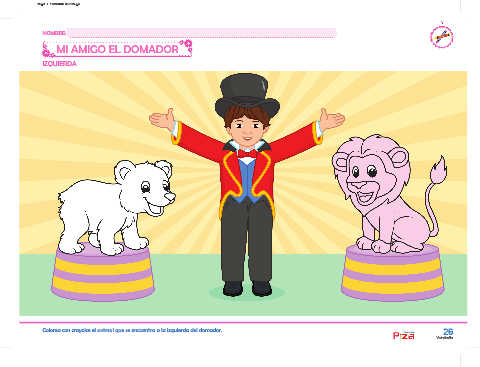 NOMBRE:
MI AMIGO EL DOMADOR
IZQUIERDA
Colorea con crayolas el animal que se encuentra a la izquierda del domador.
26